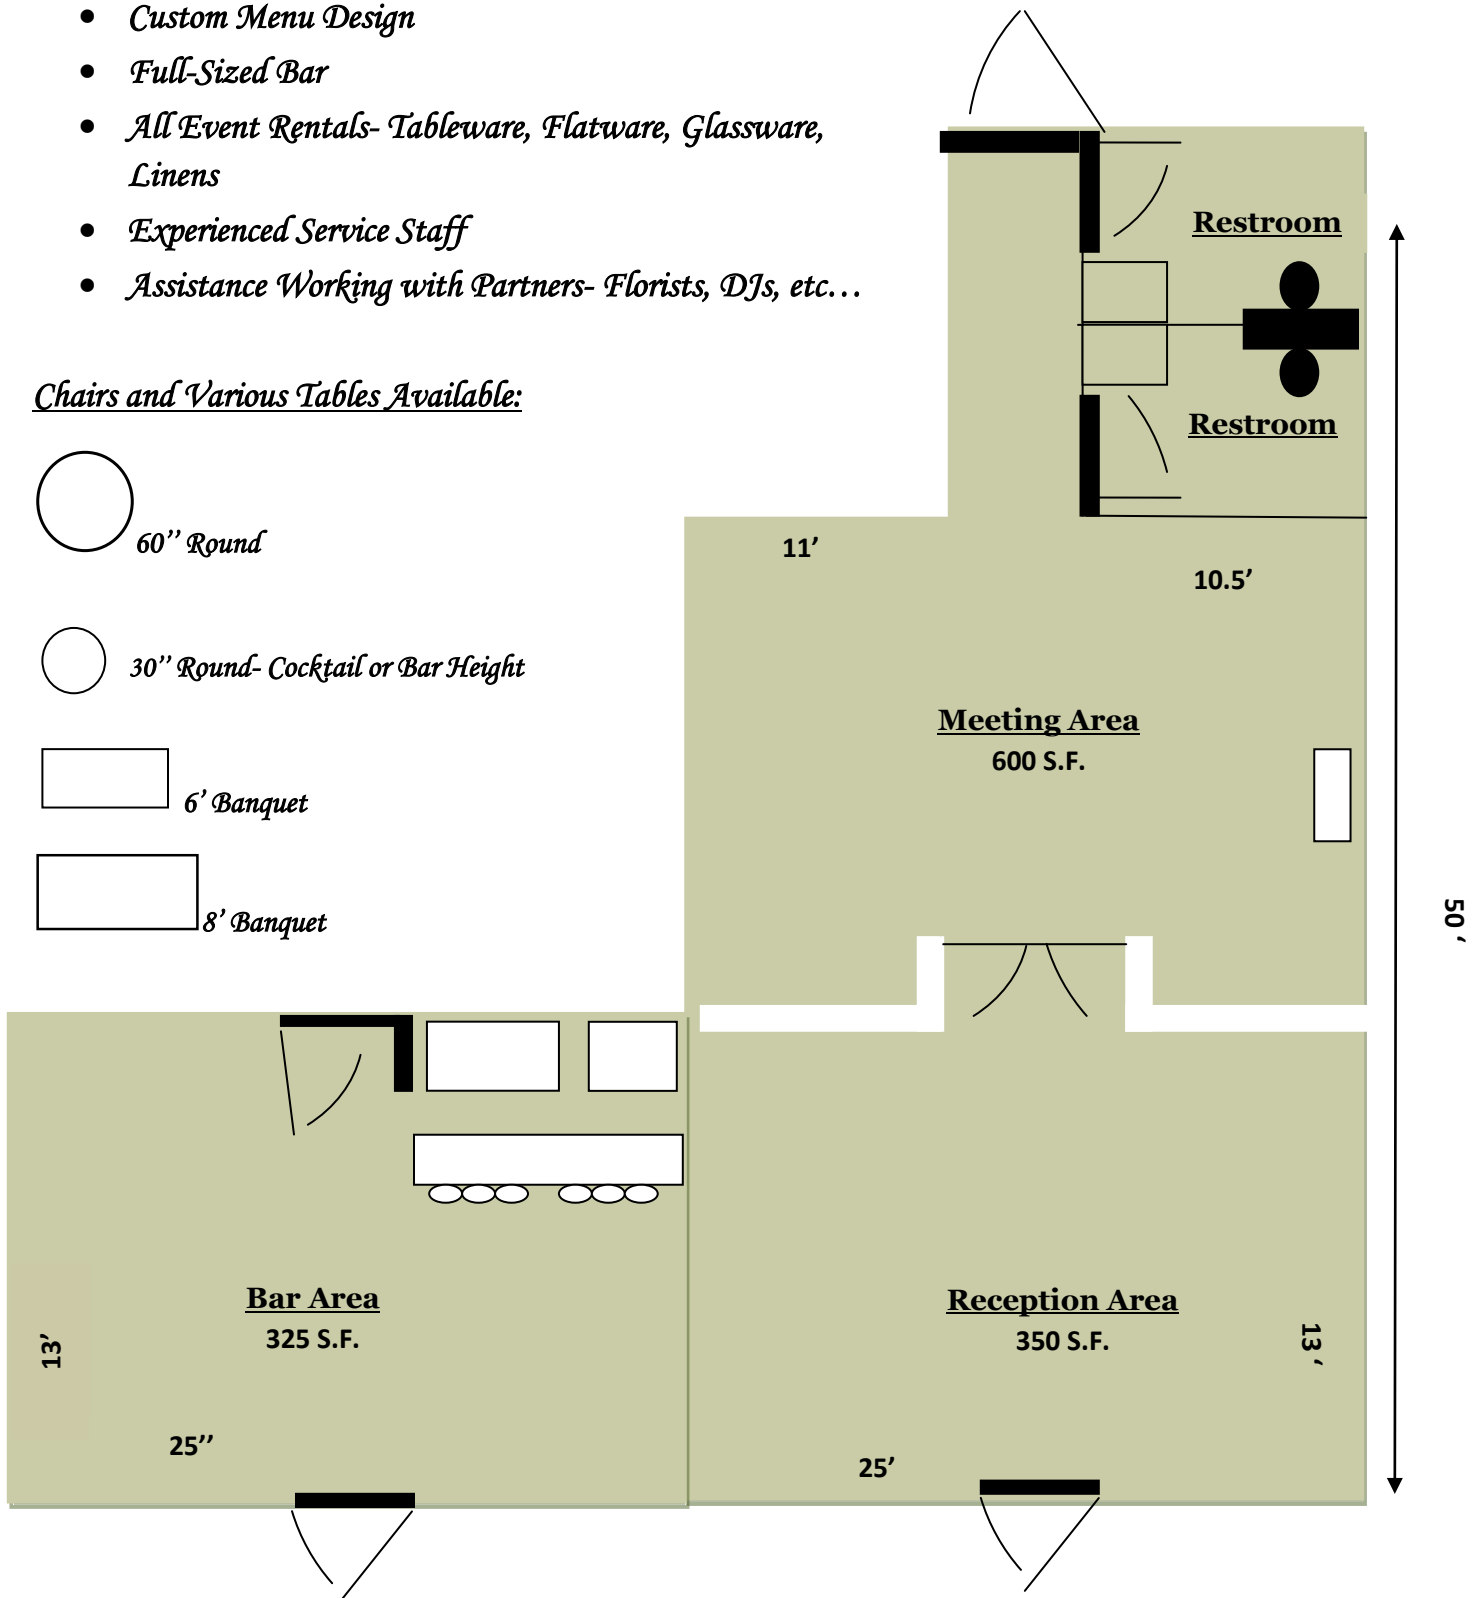 • Custom Menu Design
• Full-Sized Bar
• All Event Rentals- Tableware, Flatware, Glassware,
Linens
• Experienced Service Staff
• Assistance Working with Partners- Florists, DJs, etc…
Chairs and Various Tables Available:
60’’ Round
30’’ Round- Cocktail or Bar Height
6’ Banquet
8’ Banquet
Restroom
Restroom
11’
10.5’
Meeting Area
600 S.F.
50 ‘
Bar Area
325 S.F.
13’
25’’
Reception Area
350 S.F.
13 ‘
25’